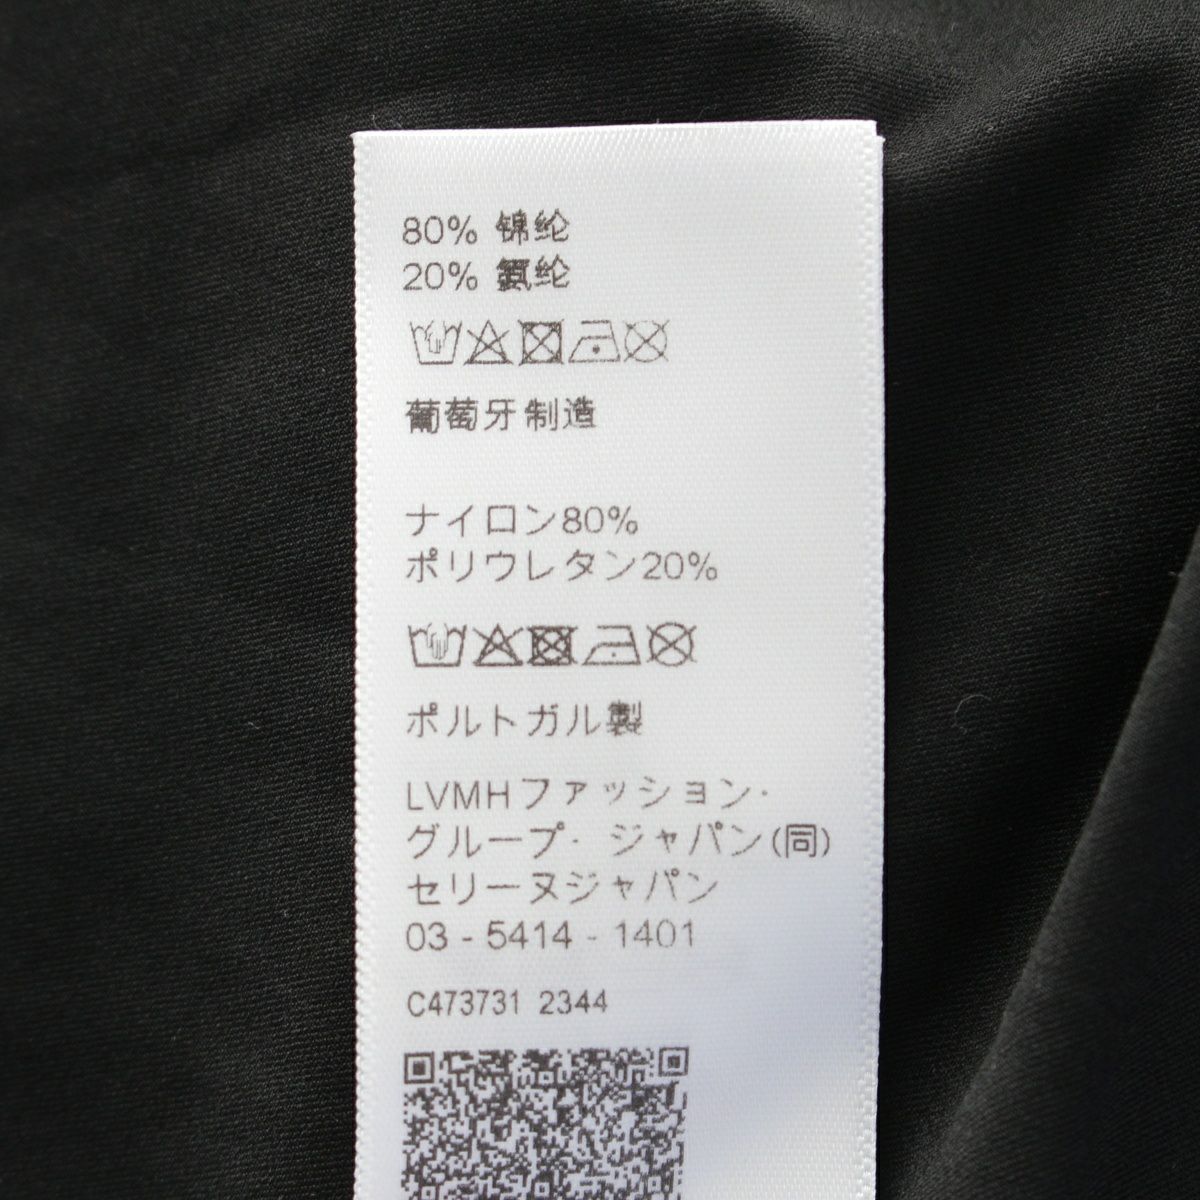 80% 锦纶
20% 氨纶
葡萄牙制造
ナイロン80%
ポリウレタン20%
ポルトガル製
LVMHファッション・
グループ・ジャパン(同)
セリーヌジャパン
03 - 5414 - 1401
C473731 2344